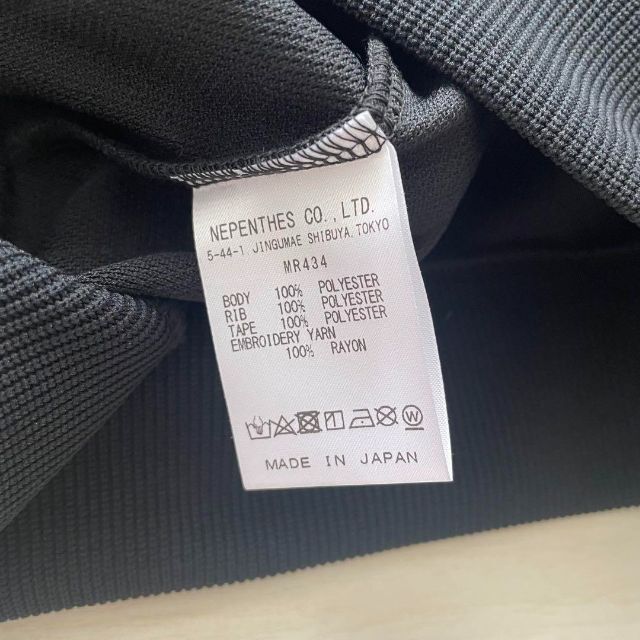 NEPENTHES CO.,LTD.
5-44-1 JINGUMAE SHIBUYA.TOKYO
MR434
BODY 100% POLYESTER
RIB 100% POLYESTER
TAPE 100% POLYESTER
EMBROIDERY YARN
100% RAYON
W
MADE IN JAPAN